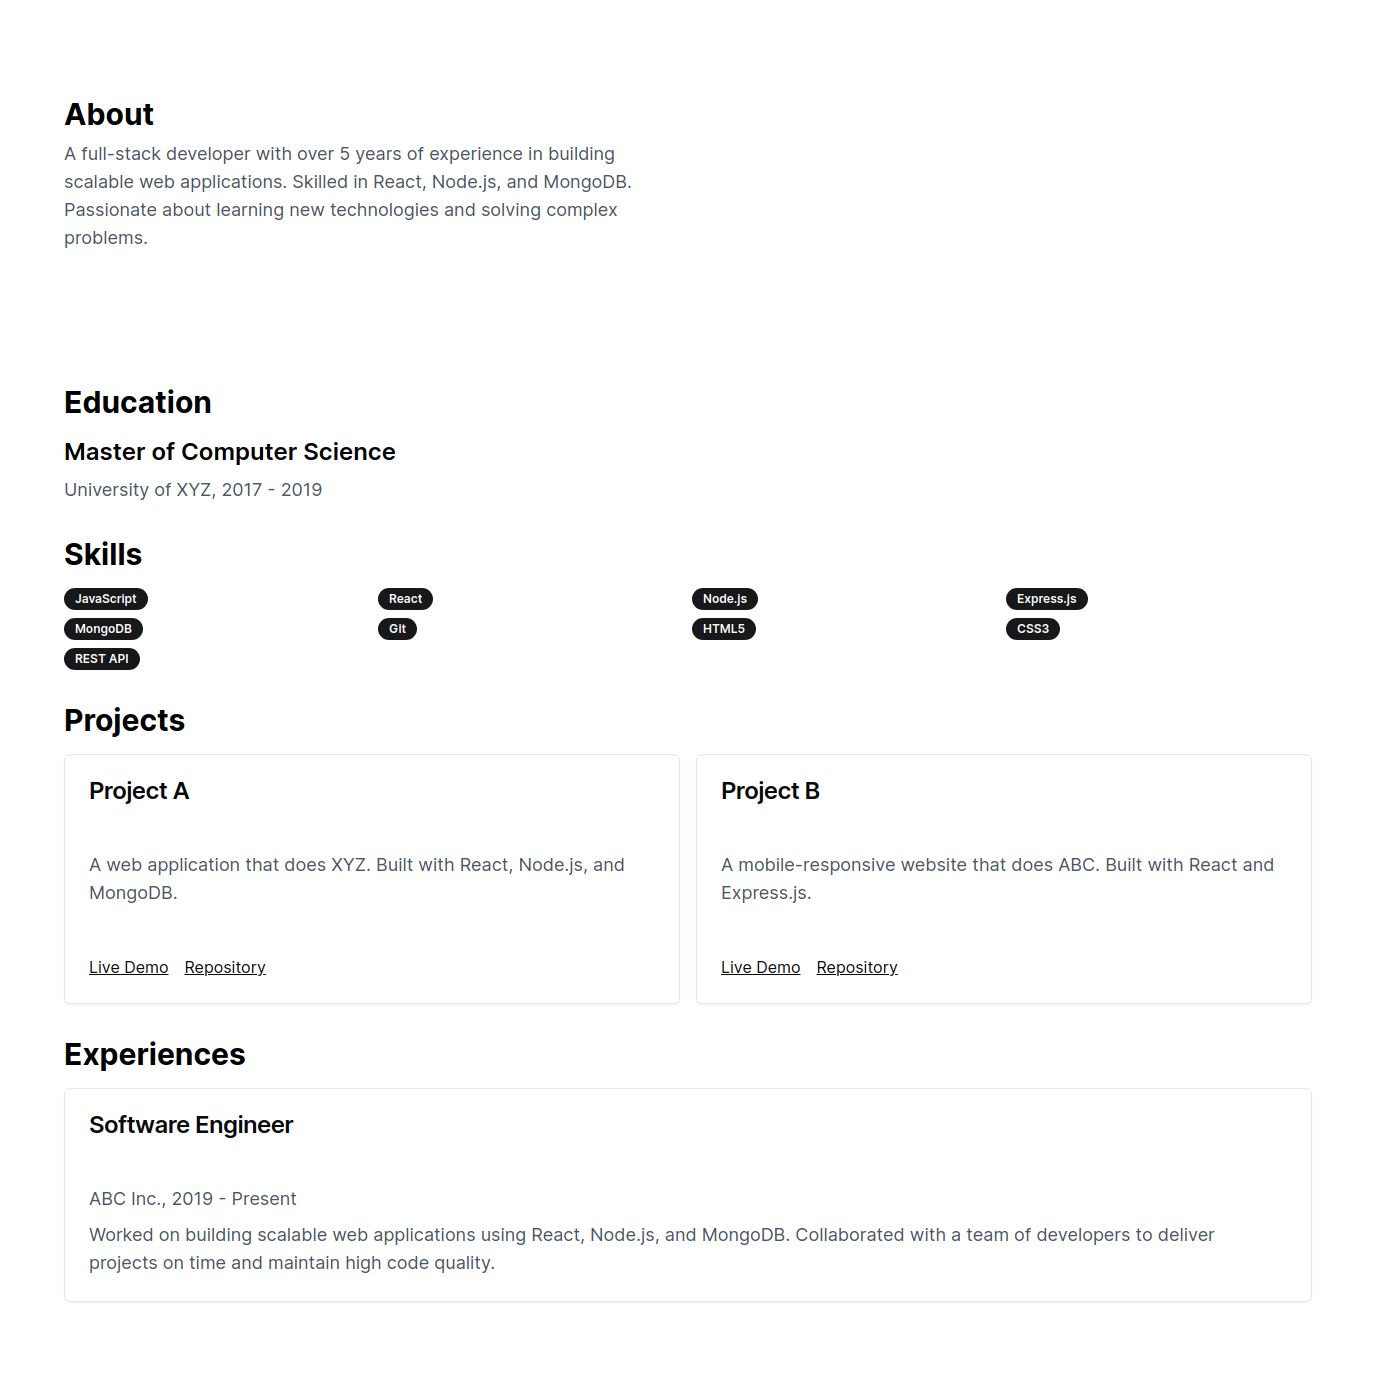 About
A full-stack developer with over 5 years of experience in building
scalable web applications. Skilled in React, Node.js, and MongoDB.
Passionate about learning new technologies and solving complex
problems.
Education
Master of Computer Science
University of XYZ, 2017 - 2019
Skills
JavaScript React Node.js Express.js
MongoDB Git HTML5 CSS3
REST API
Projects
Project A
A web application that does XYZ. Built with React, Node.js, and
MongoDB.
Live Demo Repository
Project B
A mobile-responsive website that does ABC. Built with React and
Express.js.
Live Demo Repository
Experiences
Software Engineer
ABC Inc., 2019 - Present
Worked on building scalable web applications using React, Node.js, and MongoDB. Collaborated with a team of developers to deliver
projects on time and maintain high code quality.